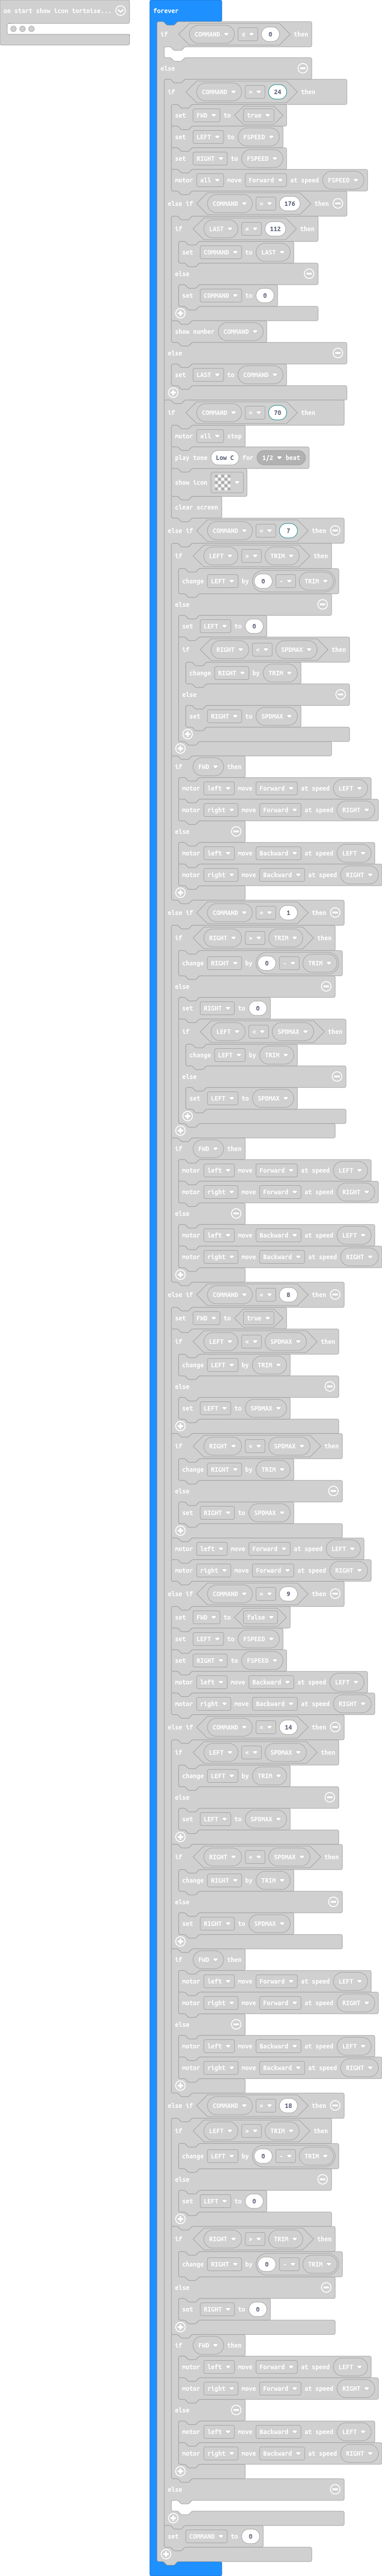 on start show icon tortoise...
forever
if COMMAND < 0 then
else
if COMMAND = 24 then
set FWD to true
set LEFT to FSPEED
set RIGHT to FSPEED
motor all move Forward at speed FSPEED
else if COMMAND = 176 then
if LAST ≠ 112 then
set COMMAND to LAST
else
set COMMAND to 0
show number COMMAND
else
set LAST to COMMAND
if COMMAND = 70 then
motor all stop
play tone Low C for 1/2 beat
show icon
clear screen
else if COMMAND = 7 then
if LEFT > TRIM then
change LEFT by 0 - TRIM
else
set LEFT to 0
if RIGHT < SPDMAX then
change RIGHT by TRIM
else
set RIGHT to SPDMAX
if FWD then
motor left move Forward at speed LEFT
motor right move Forward at speed RIGHT
else
motor left move Backward at speed LEFT
motor right move Backward at speed RIGHT
else if COMMAND = 1 then
if RIGHT > TRIM then
change RIGHT by 0 - TRIM
else
set RIGHT to 0
if LEFT < SPDMAX then
change LEFT by TRIM
else
set LEFT to SPDMAX
if FWD then
motor left move Forward at speed LEFT
motor right move Forward at speed RIGHT
else
motor left move Backward at speed LEFT
motor right move Backward at speed RIGHT
else if COMMAND = 8 then
set FWD to true
if LEFT < SPDMAX then
change LEFT by TRIM
else
set LEFT to SPDMAX
if RIGHT < SPDMAX then
change RIGHT by TRIM
else
set RIGHT to SPDMAX
motor left move Forward at speed LEFT
motor right move Forward at speed RIGHT
else if COMMAND = 9 then
set FWD to false
set LEFT to FSPEED
set RIGHT to FSPEED
motor left move Backward at speed LEFT
motor right move Backward at speed RIGHT
else if COMMAND = 14 then
if LEFT < SPDMAX then
change LEFT by TRIM
else
set LEFT to SPDMAX
if RIGHT < SPDMAX then
change RIGHT by TRIM
else
set RIGHT to SPDMAX
if FWD then
motor left move Forward at speed LEFT
motor right move Forward at speed RIGHT
else
motor left move Backward at speed LEFT
motor right move Backward at speed RIGHT
else if COMMAND = 18 then
if LEFT > TRIM then
change LEFT by 0 - TRIM
else
set LEFT to 0
if RIGHT > TRIM then
change RIGHT by 0 - TRIM
else
set RIGHT to 0
if FWD then
motor left move Forward at speed LEFT
motor right move Forward at speed RIGHT
else
motor left move Backward at speed LEFT
motor right move Backward at speed RIGHT
else
set COMMAND to 0